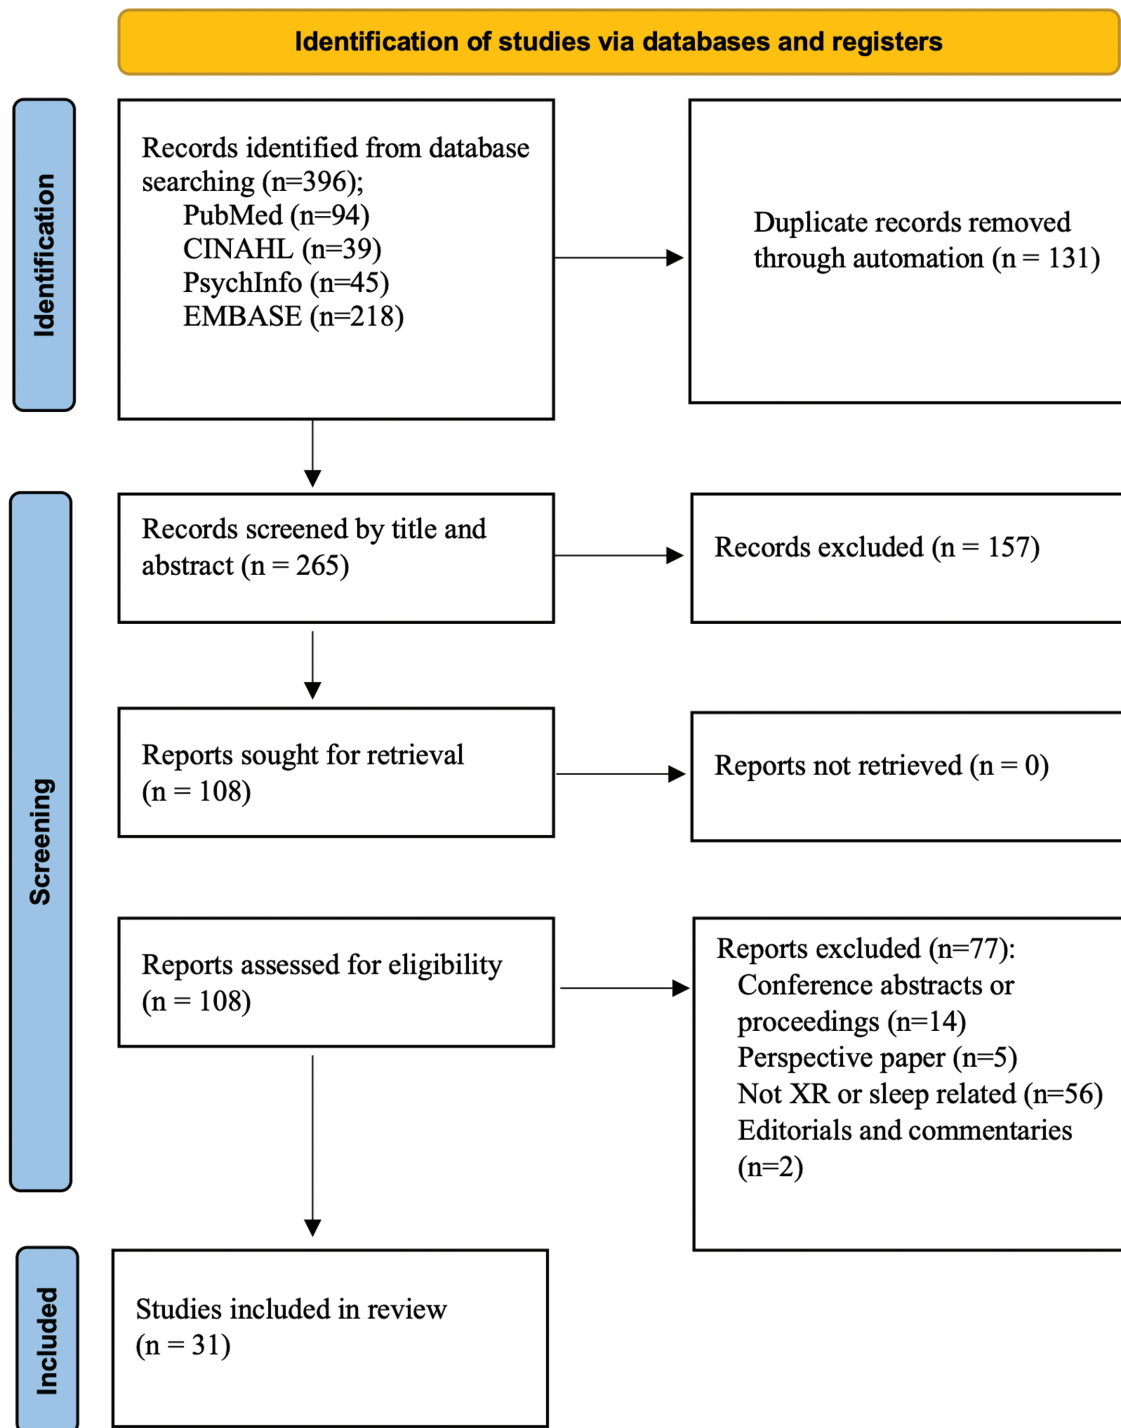 Identification of studies via databases and registers
Identification
Records identified from database
searching (n=396);
PubMed (n=94)
CINAHL (n=39)
PsychInfo (n=45)
EMBASE (n=218)
Duplicate records removed
through automation (n = 131)
Screening
Records screened by title and
abstract (n = 265)
Records excluded (n = 157)
Reports sought for retrieval
(n = 108)
Reports not retrieved (n = 0)
Reports assessed for eligibility
(n = 108)
Reports excluded (n=77):
Conference abstracts or
proceedings (n=14)
Perspective paper (n=5)
Not XR or sleep related (n=56)
Editorials and commentaries
(n=2)
Included
Studies included in review
(n = 31)